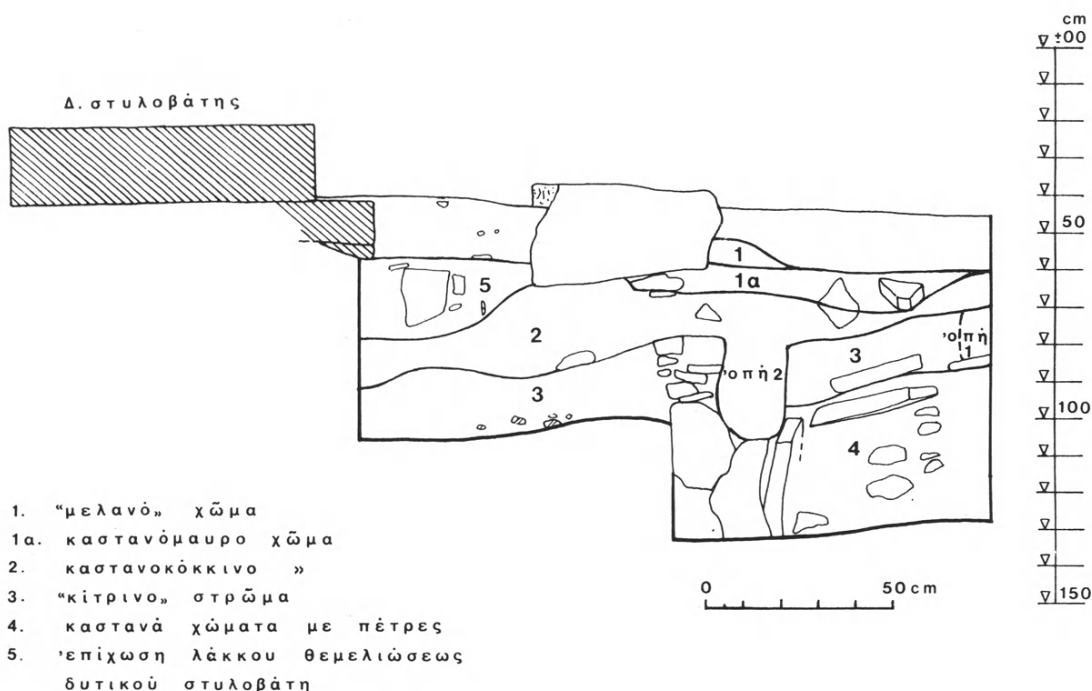 cm
±00
Δ. στυλοβάτης
50
1
1α
5
2
'οπή
1
3
'οπή 2
3
100
4
1. “μελανό„ χῶμα
1α. καστανόμαυρο χῶμα
2. καστανοκόκκινο »
3. “κίτρινο„ στρῶμα
4. καστανά χώματα με πέτρες
5. 'επίχωση λάκκου θεμελιώσεως
δυτικού στυλοβάτη
0 50 cm
150